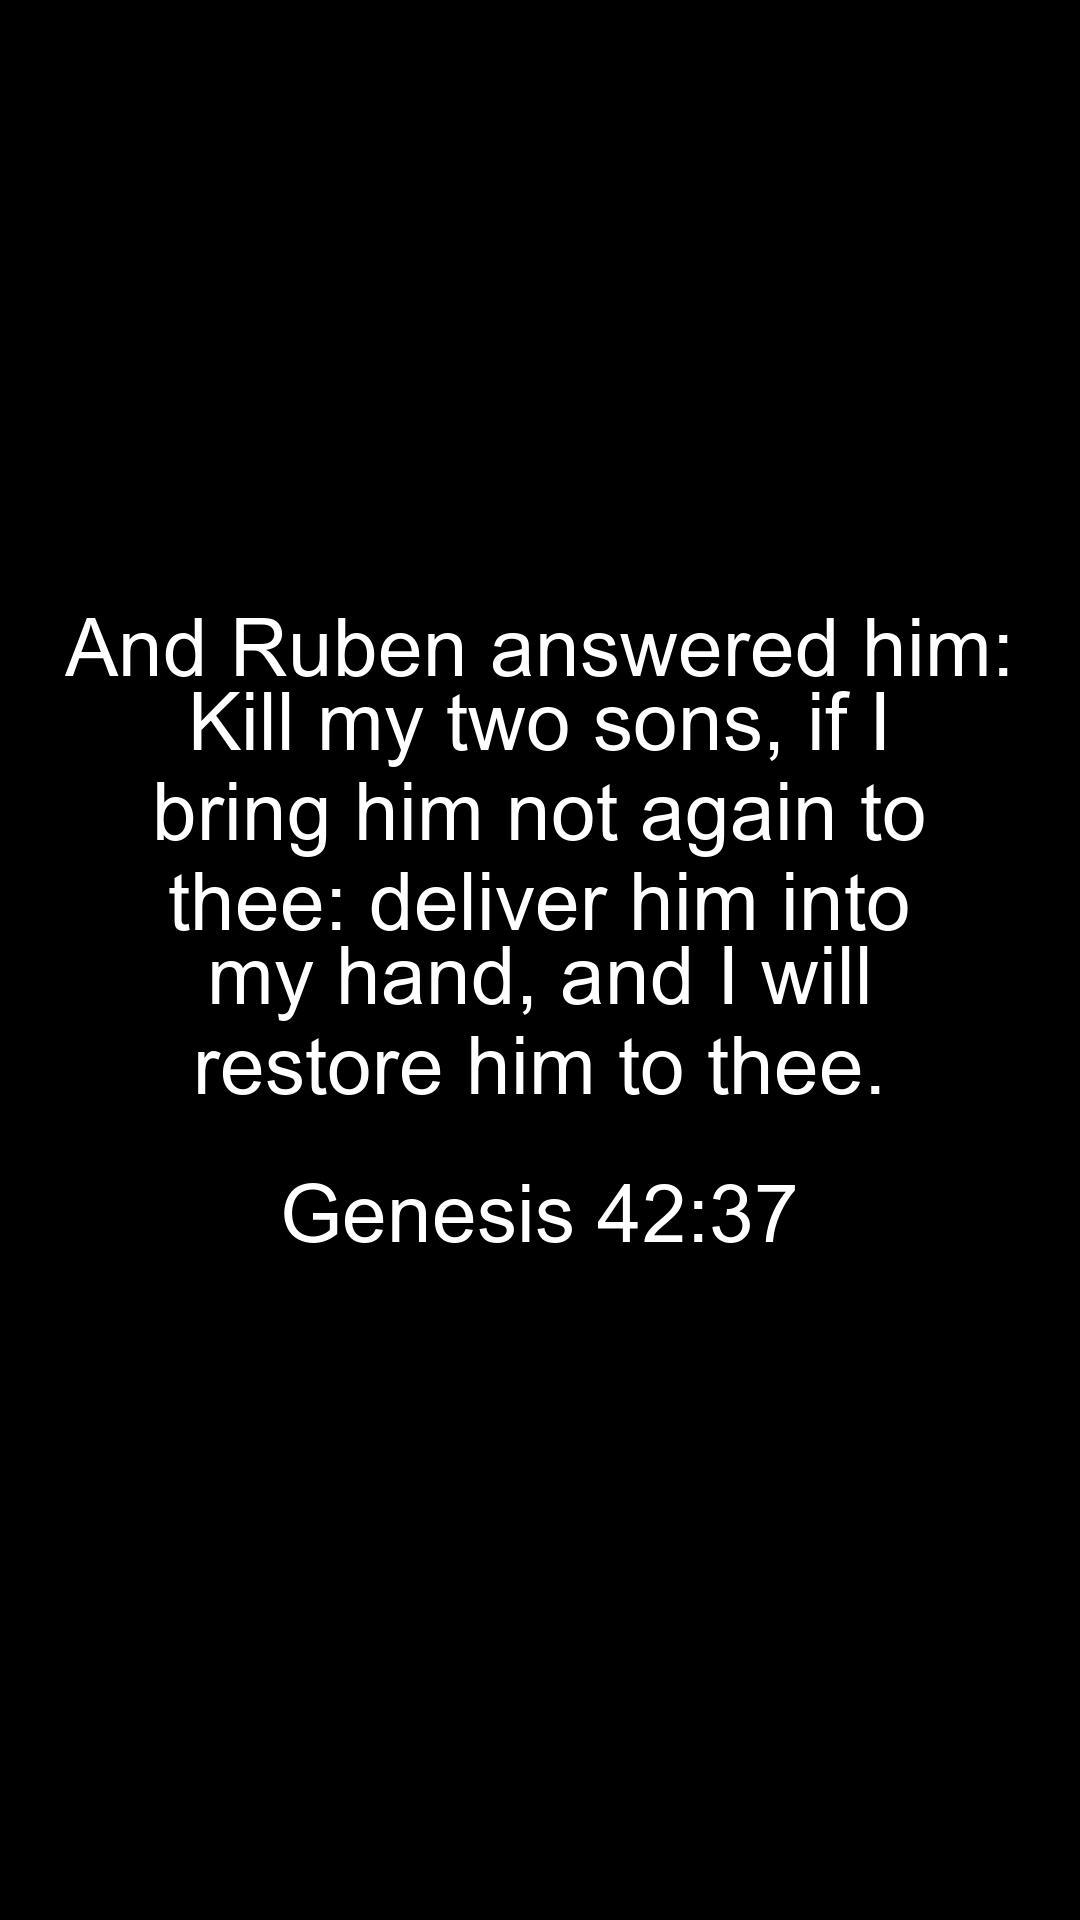 And Ruben answered him:
Kill my two sons, if I
bring him not again to
thee: deliver him into
my hand, and I will
restore him to thee.
Genesis 42:37